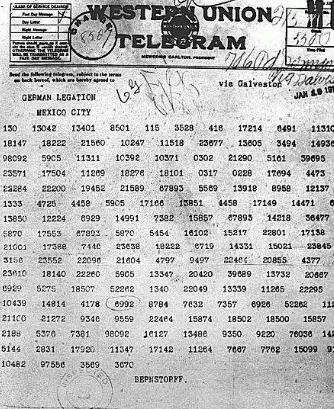 CLASS OF SERVICE DESIRED
Fast Day Message
Day Letter
Night Message
Night Letter
WESTERN UNION
TELEGRAM
NEWCOMB CARLTON, PRESIDENT
Send the following telegram, subject to the terms
on back hereof, which are hereby agreed to
via Galveston
JAN 19 191
GERMAN LEGATION
MEXICO CITY
130 13042 13401 8501 115 3528 416 17214 6491 11310
18147 18222 21560 10247 11518 23677 13605 3494 14936
98092 5905 11311 10392 10371 0302 21290 5161 39695
23571 17504 11269 18276 18101 0317 0228 17694 4473
22284 22200 19452 21589 67893 5569 13918 8958 12137
1333 4725 4458 5905 17166 13851 4458 17149 14471 6
13850 12224 6929 14991 7382 15857 67893 14218 36477
5870 17553 67893 5870 5454 16102 15217 22801 17138
21001 17388 7446 23638 18222 6719 14331 15021 23845
3156 23552 22096 21604 4797 9497 22464 20855 4377
23610 18140 22260 5905 13347 20420 39689 13732 20667
6929 5275 18507 52262 1340 22049 13339 11265 22295
10439 14814 4178 6992 8784 7632 7357 6926 52262 11
21100 21272 9346 9559 22464 15874 18502 18500 15857
2188 5376 7381 98092 16127 13486 9350 9220 76036 14
5144 2831 17920 11347 17142 11264 7667 7762 15099 9
10482 97556 3569 3670
BEPNSTORFF.